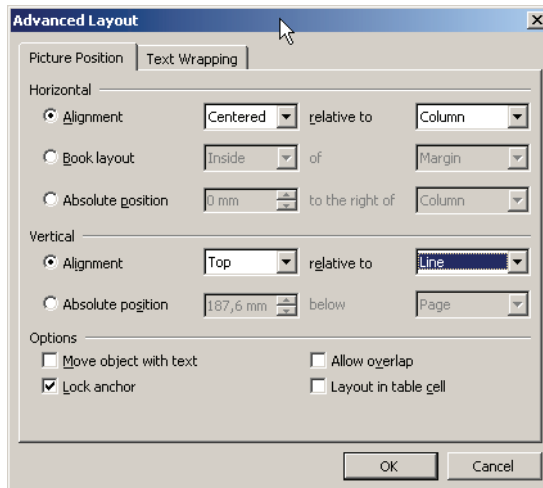 Advanced Layout
Picture Position Text Wrapping
Horizontal
Alignment Centered relative to Column
Book layout Inside of Margin
Absolute position 0 mm to the right of Column
Vertical
Alignment Top relative to Line
Absolute position 187,6 mm below Page
Options
Move object with text Allow overlap
Lock anchor Layout in table cell
OK Cancel